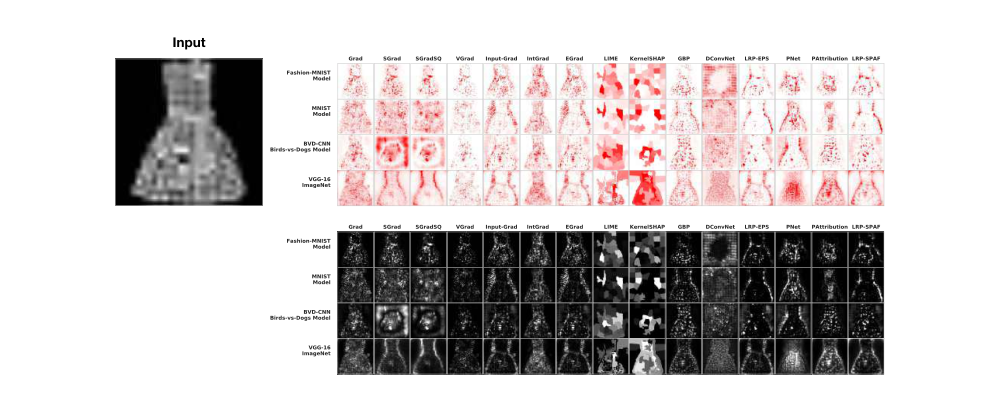 Input
Grad SGrad SGradSQ VGrad Input-Grad IntGrad EGrad LIME KernelSHAP GBP DConvNet LRP-EPS PNet PAttribution LRP-SPAF
Fashion-MNIST
Model
MNIST
Model
BVD-CNN
Birds-vs-Dogs Model
VGG-16
ImageNet
Grad SGrad SGradSQ VGrad Input-Grad IntGrad EGrad LIME KernelSHAP GBP DConvNet LRP-EPS PNet PAttribution LRP-SPAF
Fashion-MNIST
Model
MNIST
Model
BVD-CNN
Birds-vs-Dogs Model
VGG-16
ImageNet